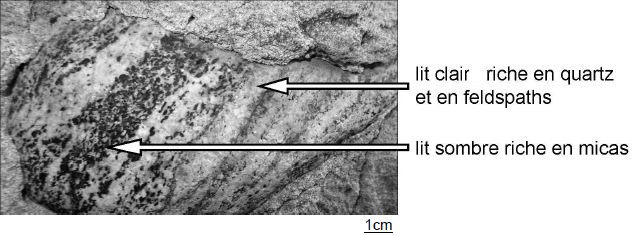 lit clair riche en quartz
et en feldspaths
lit sombre riche en micas
1cm